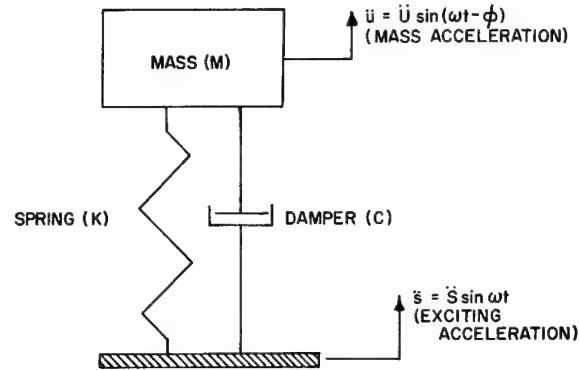 ü = Ü sin (ωt-ϕ)
(MASS ACCELERATION)
MASS (M)
SPRING (K)
DAMPER (C)
s̈ = S̈ sin ωt
(EXCITING
ACCELERATION)